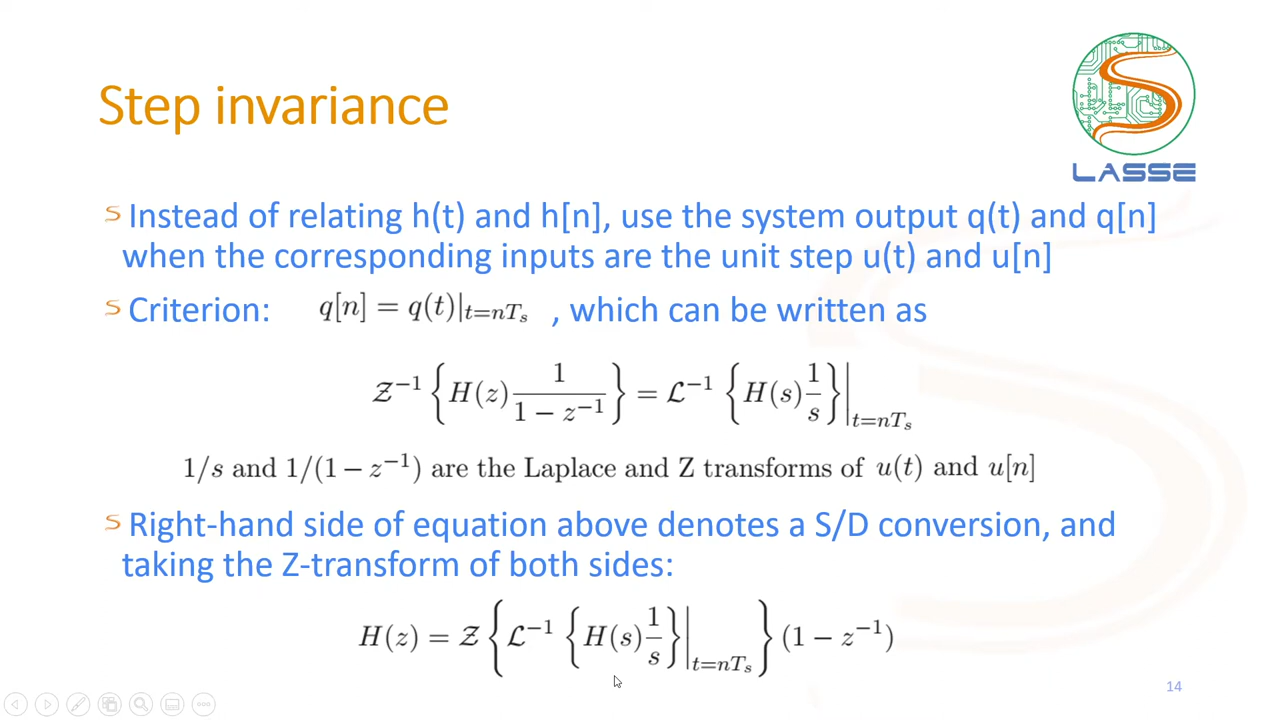 Step invariance
LASSE
Instead of relating h(t) and h[n], use the system output q(t) and q[n]
when the corresponding inputs are the unit step u(t) and u[n]
Criterion: q[n] = q(t)|_{t=nT_s} , which can be written as
𝒵^{−1} { H(z) \frac{1}{1 − z^{−1}} } = ℒ^{−1} { H(s) \frac{1}{s} } |_{t=nT_s}
1/s and 1/(1 − z^{−1}) are the Laplace and Z transforms of u(t) and u[n]
Right-hand side of equation above denotes a S/D conversion, and
taking the Z-transform of both sides:
H(z) = 𝒵 { ℒ^{−1} { H(s) \frac{1}{s} } |_{t=nT_s} } (1 − z^{−1})
14